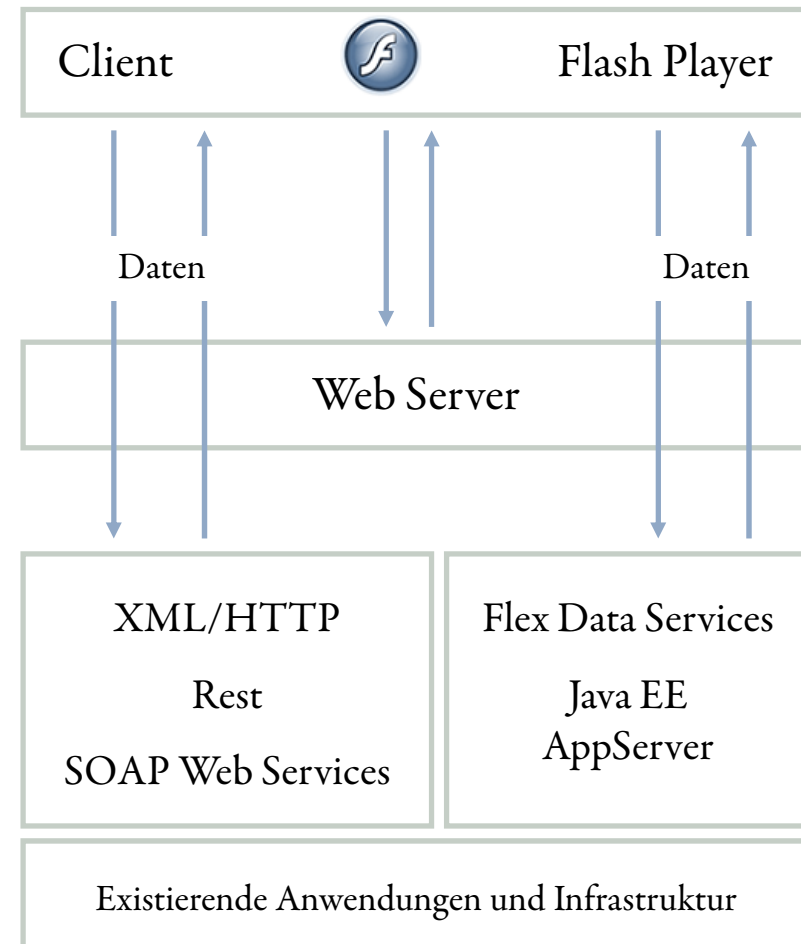 Client
Flash Player
Daten
Daten
Web Server
XML/HTTP
Rest
SOAP Web Services
Flex Data Services
Java EE
AppServer
Existierende Anwendungen und Infrastruktur